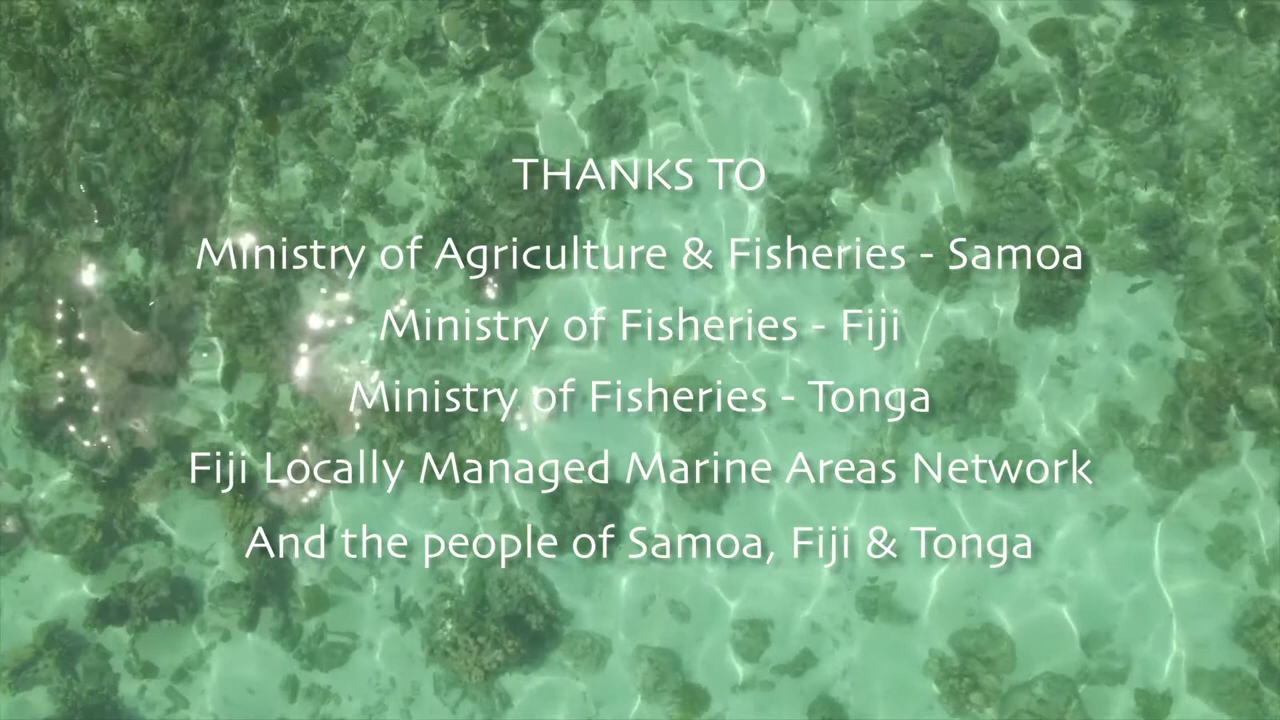 THANKS TO
Ministry of Agriculture & Fisheries - Samoa
Ministry of Fisheries - Fiji
Ministry of Fisheries - Tonga
Fiji Locally Managed Marine Areas Network
And the people of Samoa, Fiji & Tonga